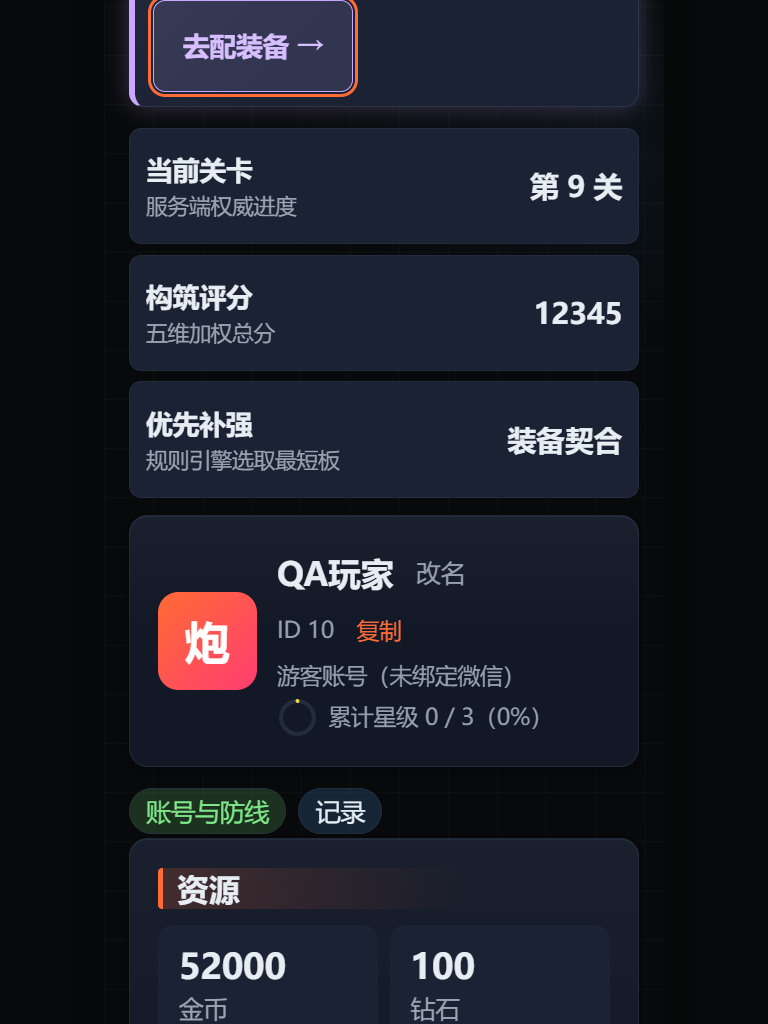 去配装备 →
当前关卡
服务端权威进度
第 9 关
构筑评分
五维加权总分
12345
优先补强
规则引擎选取最短板
装备契合
炮
QA玩家 改名
ID 10 复制
游客账号（未绑定微信）
累计星级 0 / 3（0%）
账号与防线 记录
资源
52000
金币
100
钻石